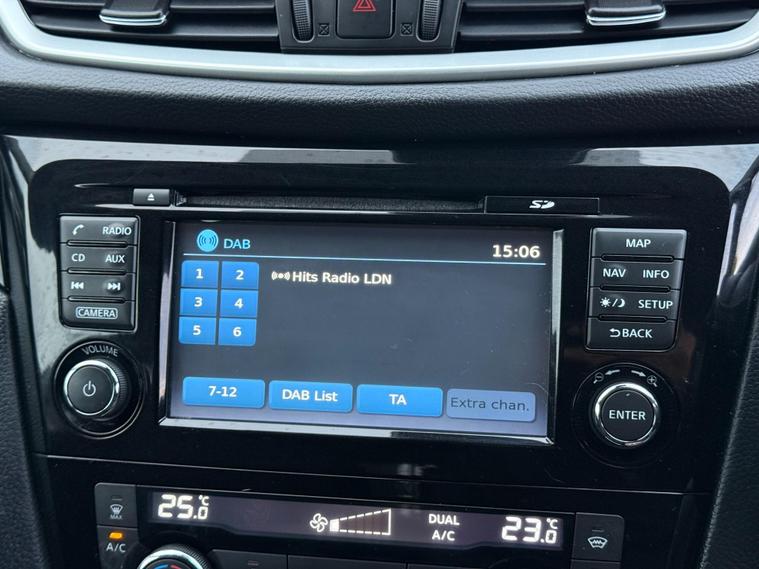 SD
RADIO
CD AUX
CAMERA
VOLUME
DAB
15:06
1 2
Hits Radio LDN
3 4
5 6
7-12
DAB List
TA
Extra chan.
MAP
NAV INFO
SETUP
BACK
ENTER
MAX
A/C
25.0 °C
DUAL
A/C
23.0 °C